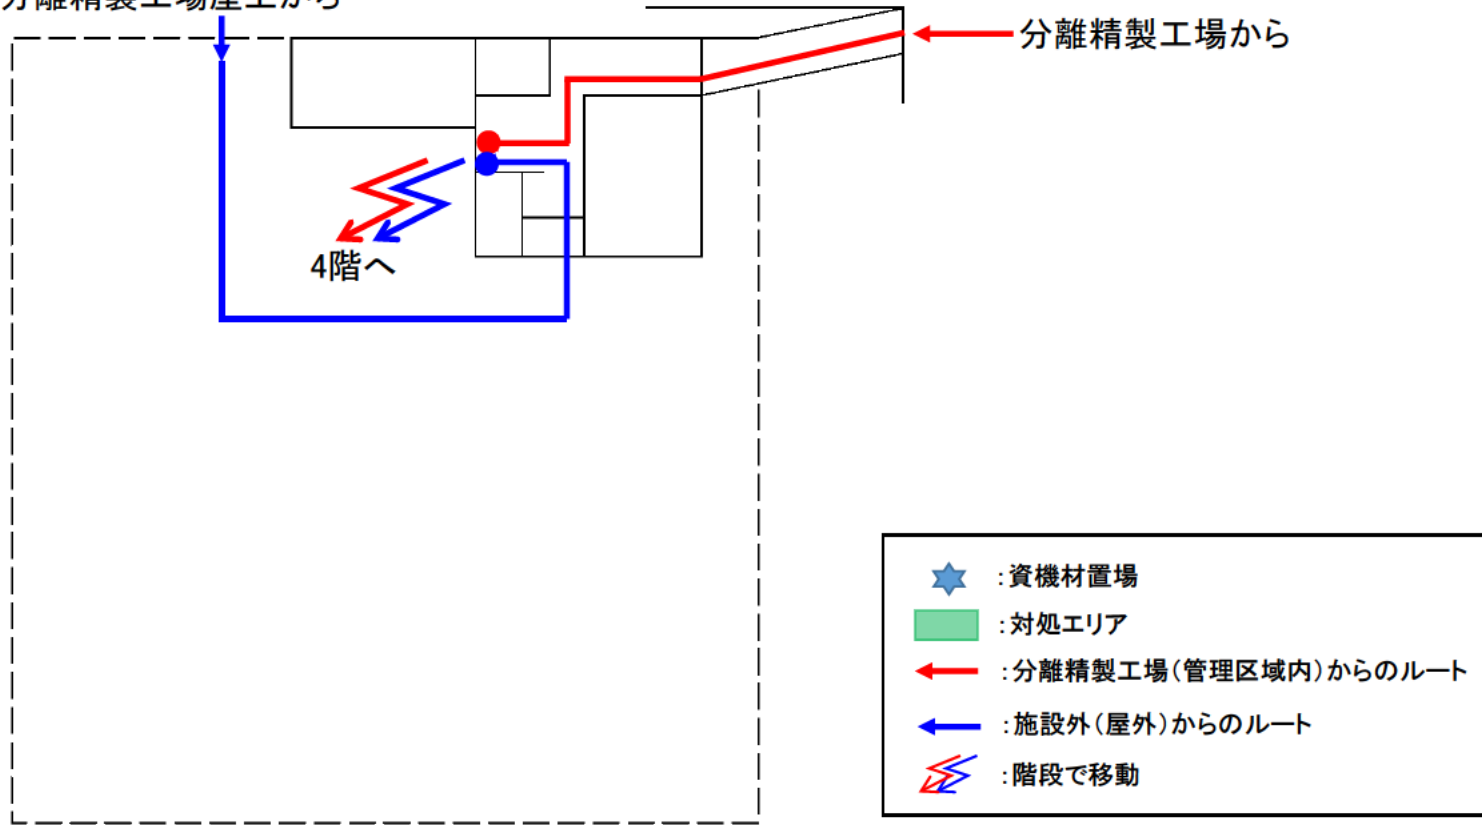 分離精製工場屋上から
分離精製工場から
4階へ
：資機材置場
：対処エリア
：分離精製工場（管理区域内）からのルート
：施設外（屋外）からのルート
：階段で移動